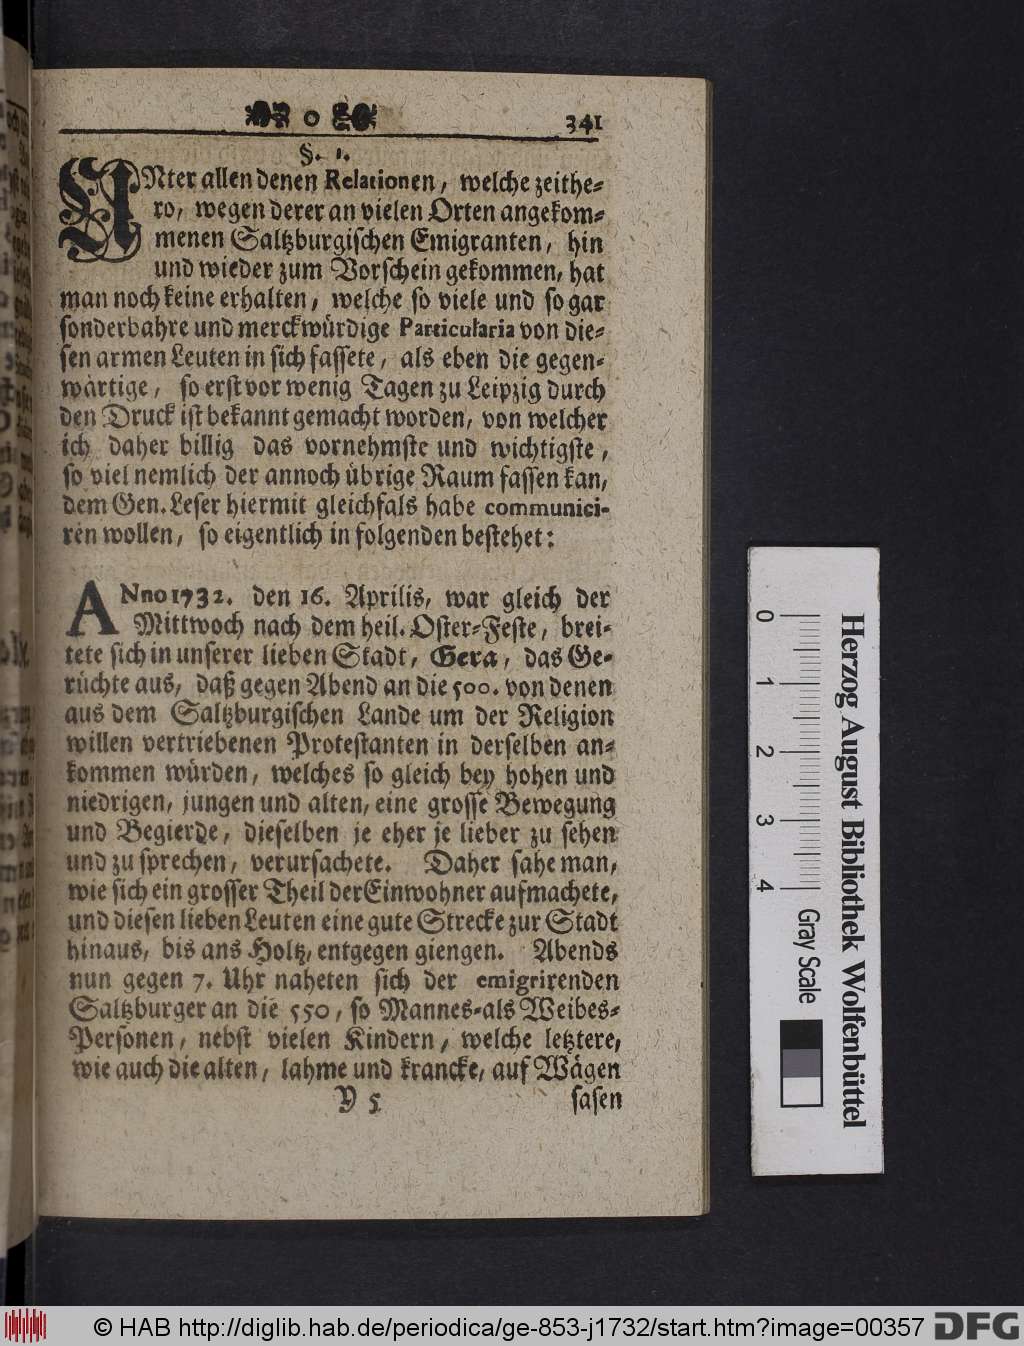 o 341
§. 1.
UNter allen denen Relationen, welche zeithe-
ro, wegen derer an vielen Orten angekom-
menen Saltzburgischen Emigranten, hin
und wieder zum Vorschein gekommen, hat
man noch keine erhalten, welche so viele und so gar
sonderbahre und merckwürdige Particularia von die-
sen armen Leuten in sich fassete, als eben die gegen-
wärtige, so erst vor wenig Tagen zu Leipzig durch
den Druck ist bekannt gemacht worden, von welcher
ich daher billig das vornehmste und wichtigste,
so viel nemlich der annoch übrige Raum fassen kan,
dem Gen. Leser hiermit gleichfals habe communici-
ren wollen, so eigentlich in folgenden bestehet:
ANno 1732. den 16. Aprilis, war gleich der
Mittwoch nach dem heil. Oster-Feste, brei-
tete sich in unserer lieben Stadt, Gera, das Ge-
rüchte aus, daß gegen Abend an die 500. von denen
aus dem Saltzburgischen Lande um der Religion
willen vertriebenen Protestanten in derselben an-
kommen würden, welches so gleich bey hohen und
niedrigen, jungen und alten, eine grosse Bewegung
und Begierde, dieselben je eher je lieber zu sehen
und zu sprechen, verursachete. Daher sahe man,
wie sich ein grosser Theil der Einwohner aufmachete,
und diesen lieben Leuten eine gute Strecke zur Stadt
hinaus, bis ans Holtz, entgegen giengen. Abends
nun gegen 7. Uhr naheten sich der emigrirenden
Saltzburger an die 550, so Mannes-als Weibes-
Personen, nebst vielen Kindern, welche letztere,
wie auch die alten, lahme und krancke, auf Wägen
Y 5 sasen
0 1 2 3 4
Gray Scale
Herzog August Bibliothek Wolfenbüttel
© HAB http://diglib.hab.de/periodica/ge-853-j1732/start.htm?image=00357 DFG